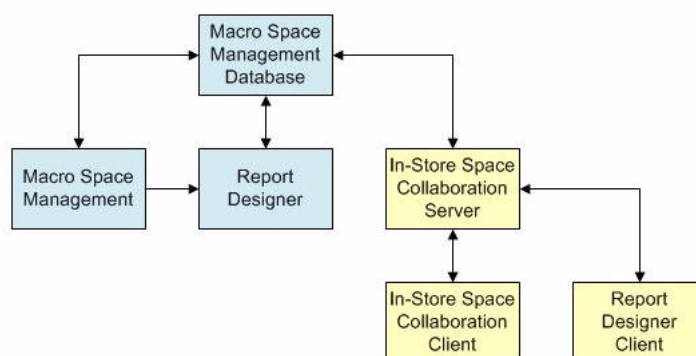 Macro Space
Management
Database
Macro Space
Management
Report
Designer
In-Store Space
Collaboration
Server
In-Store Space
Collaboration
Client
Report
Designer
Client